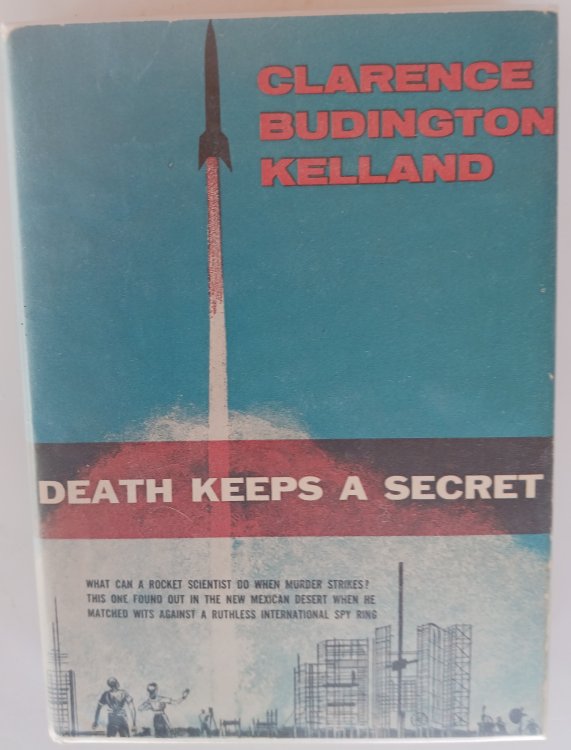 CLARENCE
BUDINGTON
KELLAND
DEATH KEEPS A SECRET
WHAT CAN A ROCKET SCIENTIST DO WHEN MURDER STRIKES?
THIS ONE FOUND OUT IN THE NEW MEXICAN DESERT WHEN HE
MATCHED WITS AGAINST A RUTHLESS INTERNATIONAL SPY RING